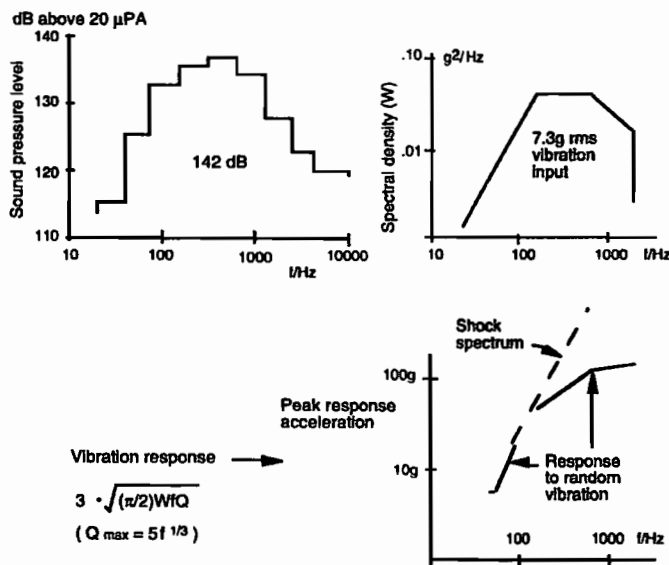 dB above 20 µPA
140
130
120
110
Sound pressure level
142 dB
10
100
1000
10000
f/Hz
.10
g²/Hz
.01
Spectral density (W)
7.3g rms
vibration
input
10
100
1000
f/Hz
Shock
spectrum
100g
Peak response
acceleration
10g
Response
to random
vibration
100
1000
f/Hz
Vibration response
3 · √(π/2)WfQ
( Q max = 5f 1/3 )